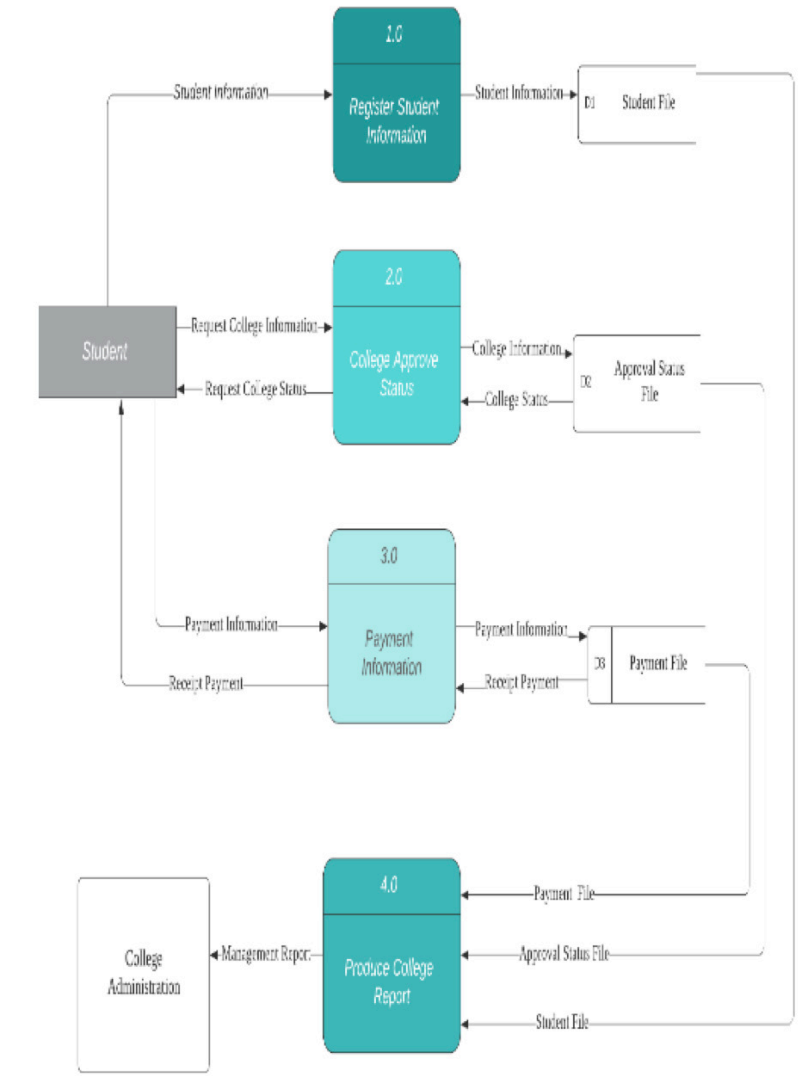 1.0
Student Information
Register Student
Information
Student Information
D1
Student File
2.0
Request College Information
College Approve
Status
Request College Status
College Information
College Status
D2
Approval Status
File
Student
3.0
Payment Information
Payment
Information
Receipt Payment
Payment Information
Receipt Payment
D3
Payment File
4.0
Produce College
Report
Payment File
Approval Status File
Student File
Management Report
College
Administration